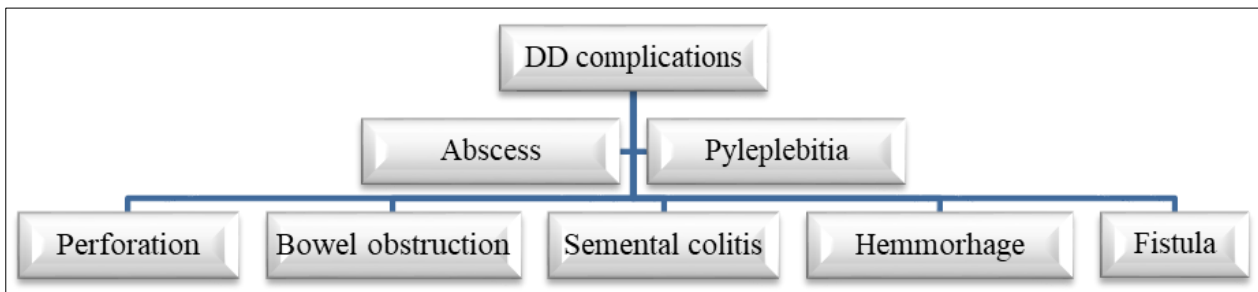 DD complications
Abscess
Pyleplebitia
Perforation
Bowel obstruction
Semental colitis
Hemmorhage
Fistula